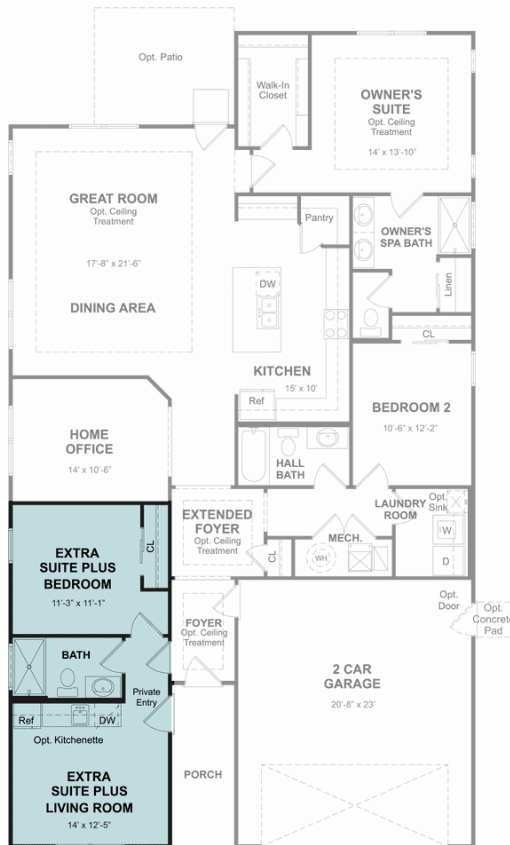 Opt. Patio
Walk-In
Closet
OWNER'S
SUITE
Opt. Ceiling
Treatment
14' x 13'-10"
GREAT ROOM
Opt. Ceiling
Treatment
17'-8" x 21'-6"
DINING AREA
Pantry
OWNER'S
SPA BATH
Linen
DW
CL
KITCHEN
15' x 10'
Ref
BEDROOM 2
10'-6" x 12'-2"
HOME
OFFICE
14' x 10'-6"
HALL
BATH
EXTENDED
FOYER
Opt. Ceiling
Treatment
LAUNDRY
ROOM
Opt.
Sink
W
D
MECH.
WH
CL
CL
EXTRA
SUITE PLUS
BEDROOM
11'-3" x 11'-1"
FOYER
Opt. Ceiling
Treatment
Opt.
Door
Opt.
Concrete
Pad
BATH
Private
Entry
2 CAR
GARAGE
20'-8" x 23'
Ref
DW
Opt. Kitchenette
EXTRA
SUITE PLUS
LIVING ROOM
14' x 12'-5"
PORCH